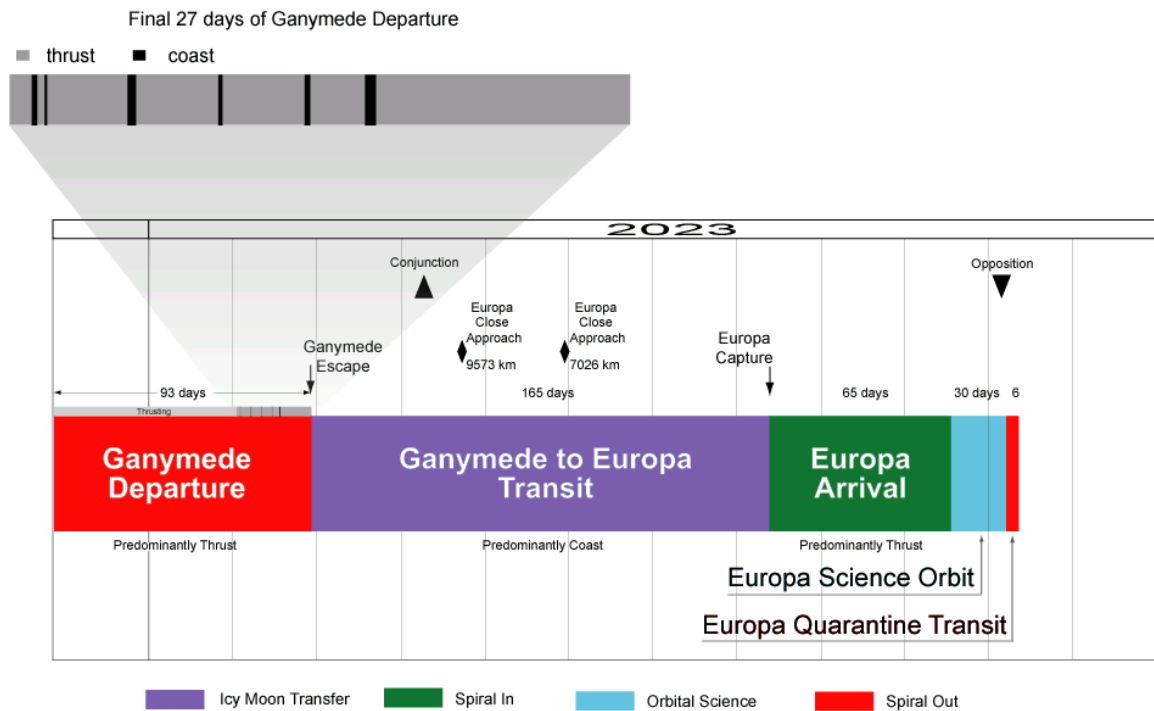 Final 27 days of Ganymede Departure
thrust coast
2023
Conjunction
Opposition
Europa
Close
Approach
9573 km
Europa
Close
Approach
7026 km
Ganymede
Escape
Europa
Capture
93 days
165 days
65 days
30 days
6
Thrusting
Ganymede
Departure
Ganymede to Europa
Transit
Europa
Arrival
Predominantly Thrust
Predominantly Coast
Predominantly Thrust
Europa Science Orbit
Europa Quarantine Transit
Icy Moon Transfer
Spiral In
Orbital Science
Spiral Out